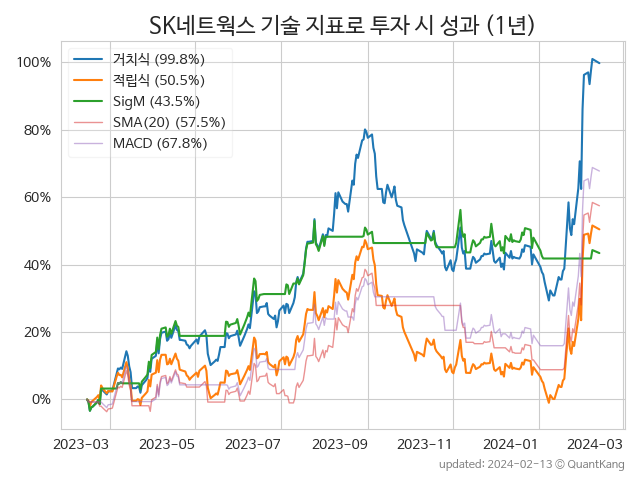 SK네트웍스 기술 지표로 투자 시 성과 (1년)
거치식 (99.8%)
적립식 (50.5%)
SigM (43.5%)
SMA(20) (57.5%)
MACD (67.8%)
100%
80%
60%
40%
20%
0%
2023-03 2023-05 2023-07 2023-09 2023-11 2024-01 2024-03
updated: 2024-02-13 © QuantKang